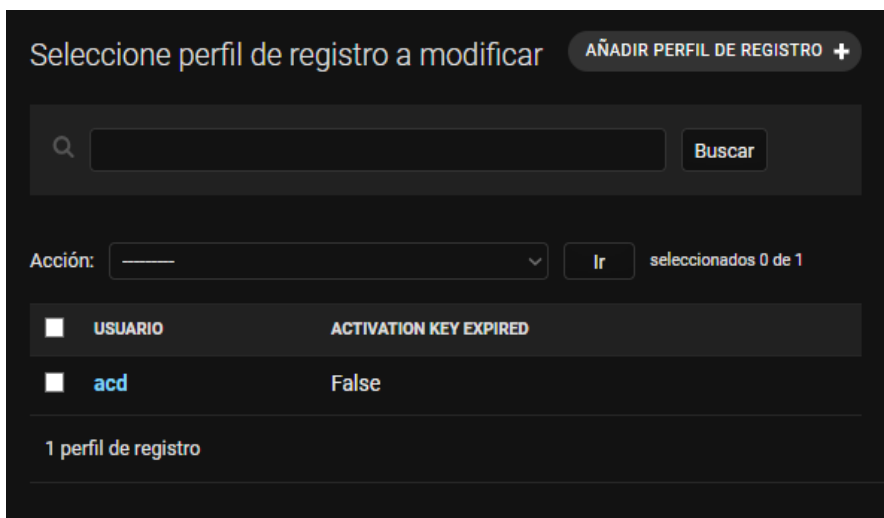 Seleccione perfil de registro a modificar
AÑADIR PERFIL DE REGISTRO +
Buscar
Acción: ---------
Ir
seleccionados 0 de 1
USUARIO ACTIVATION KEY EXPIRED
acd False
1 perfil de registro